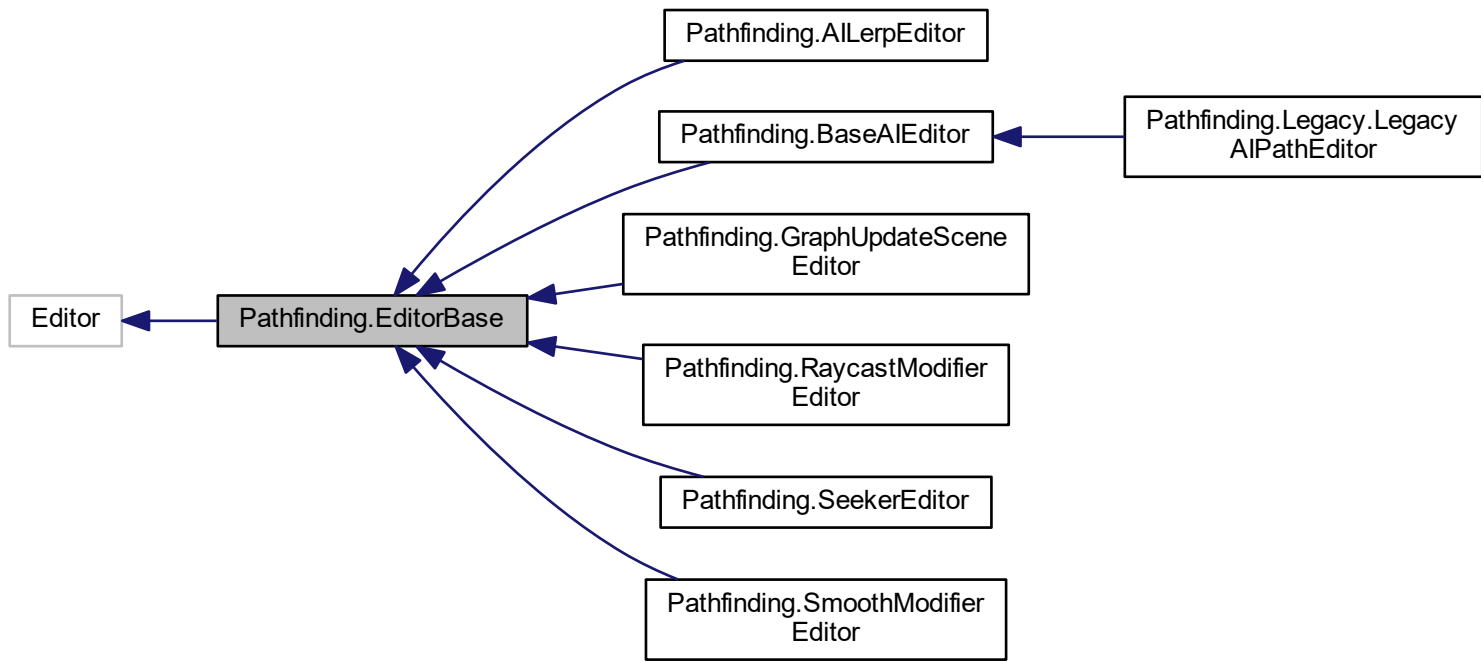 Pathfinding.AILerpEditor
Pathfinding.BaseAIEditor
Pathfinding.Legacy.Legacy
AIPathEditor
Pathfinding.GraphUpdateScene
Editor
Editor
Pathfinding.EditorBase
Pathfinding.RaycastModifier
Editor
Pathfinding.SeekerEditor
Pathfinding.SmoothModifier
Editor